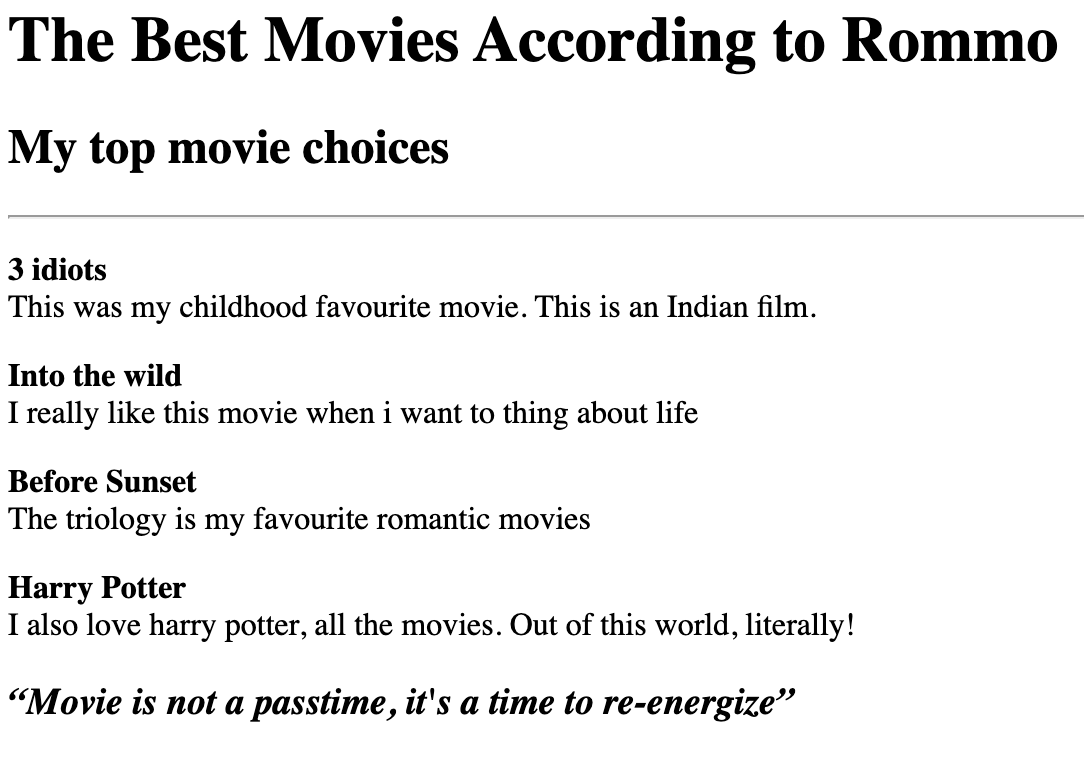 The Best Movies According to Rommo
My top movie choices
3 idiots
This was my childhood favourite movie. This is an Indian film.
Into the wild
I really like this movie when i want to thing about life
Before Sunset
The triology is my favourite romantic movies
Harry Potter
I also love harry potter, all the movies. Out of this world, literally!
“Movie is not a passtime, it's a time to re-energize”